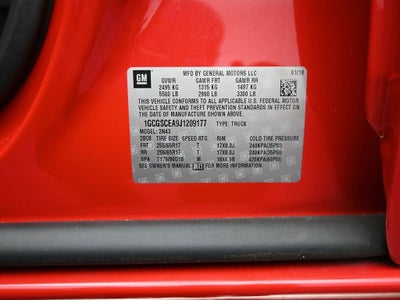 GM
MFD BY GENERAL MOTORS LLC 01/18
GVWR GAWR FRT GAWR RR
2495 KG 1315 KG 1497 KG
5500 LB 2900 LB 3300 LB
THIS VEHICLE CONFORMS TO ALL APPLICABLE U.S. FEDERAL MOTOR
VEHICLE SAFETY AND THEFT PREVENTION STANDARDS IN EFFECT ON
THE DATE OF MANUFACTURE SHOWN ABOVE.
1GCGSCEA9J1209177 TYPE: TRUCK
MODEL: 2N43
TIRE SIZE SPEED RTG RIM COLD TIRE PRESSURE
FRT 255/65R17 T 17X8.0J 240KPA(35PSI)
RR 255/65R17 T 17X8.0J 240KPA(35PSI)
SPA M 420KPA(60PSI)
SEE OWNER'S MANUAL